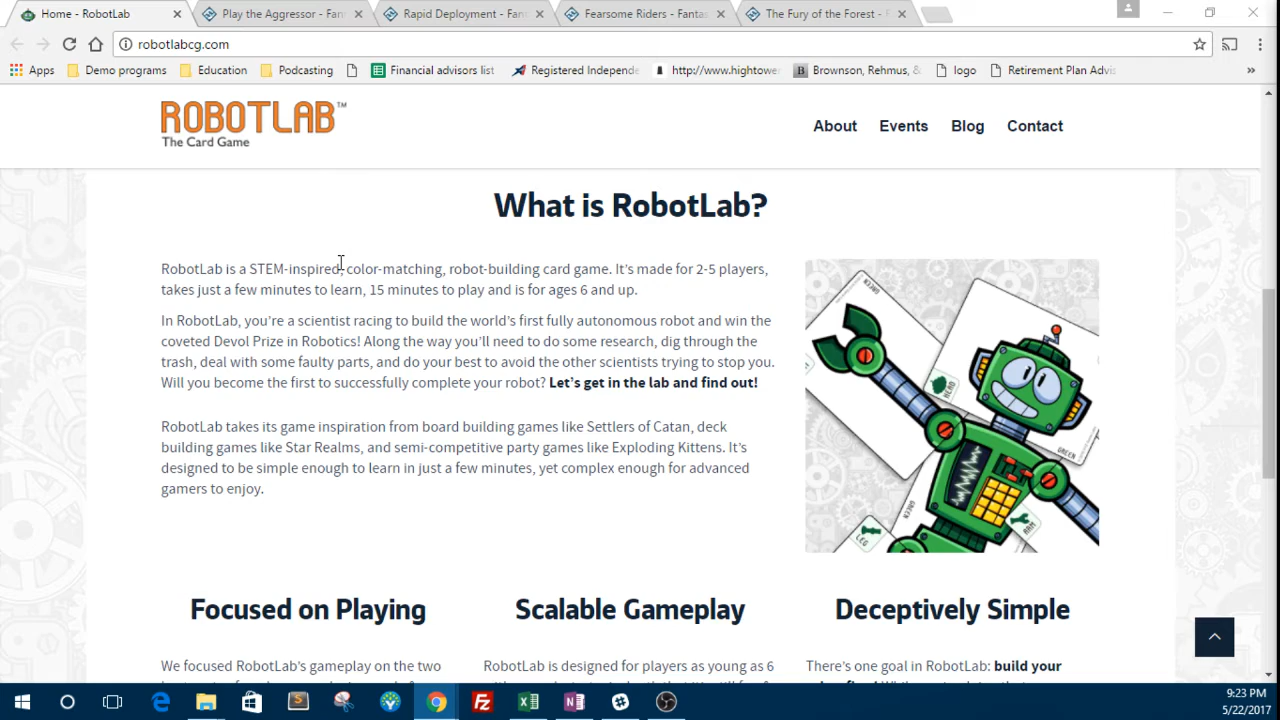 Home - RobotLab
Play the Aggressor - Fan
Rapid Deployment - Fant
Fearsome Riders - Fantas
The Fury of the Forest - F
robotlabcg.com
Apps
Demo programs
Education
Podcasting
Financial advisors list
Registered Independe
http://www.hightowe
Brownson, Rehmus, &
logo
Retirement Plan Advis
»
ROBOTLAB™
The Card Game
About
Events
Blog
Contact
What is RobotLab?
RobotLab is a STEM-inspired, color-matching, robot-building card game. It’s made for 2-5 players,
takes just a few minutes to learn, 15 minutes to play and is for ages 6 and up.
In RobotLab, you’re a scientist racing to build the world’s first fully autonomous robot and win the
coveted Devol Prize in Robotics! Along the way you’ll need to do some research, dig through the
trash, deal with some faulty parts, and do your best to avoid the other scientists trying to stop you.
Will you become the first to successfully complete your robot? Let’s get in the lab and find out!
RobotLab takes its game inspiration from board building games like Settlers of Catan, deck
building games like Star Realms, and semi-competitive party games like Exploding Kittens. It’s
designed to be simple enough to learn in just a few minutes, yet complex enough for advanced
gamers to enjoy.
GREEN
HEAD
GREEN
GREEN
ARM
LEG
Focused on Playing
Scalable Gameplay
Deceptively Simple
We focused RobotLab’s gameplay on the two
RobotLab is designed for players as young as 6
There’s one goal in RobotLab: build your
9:23 PM
5/22/2017